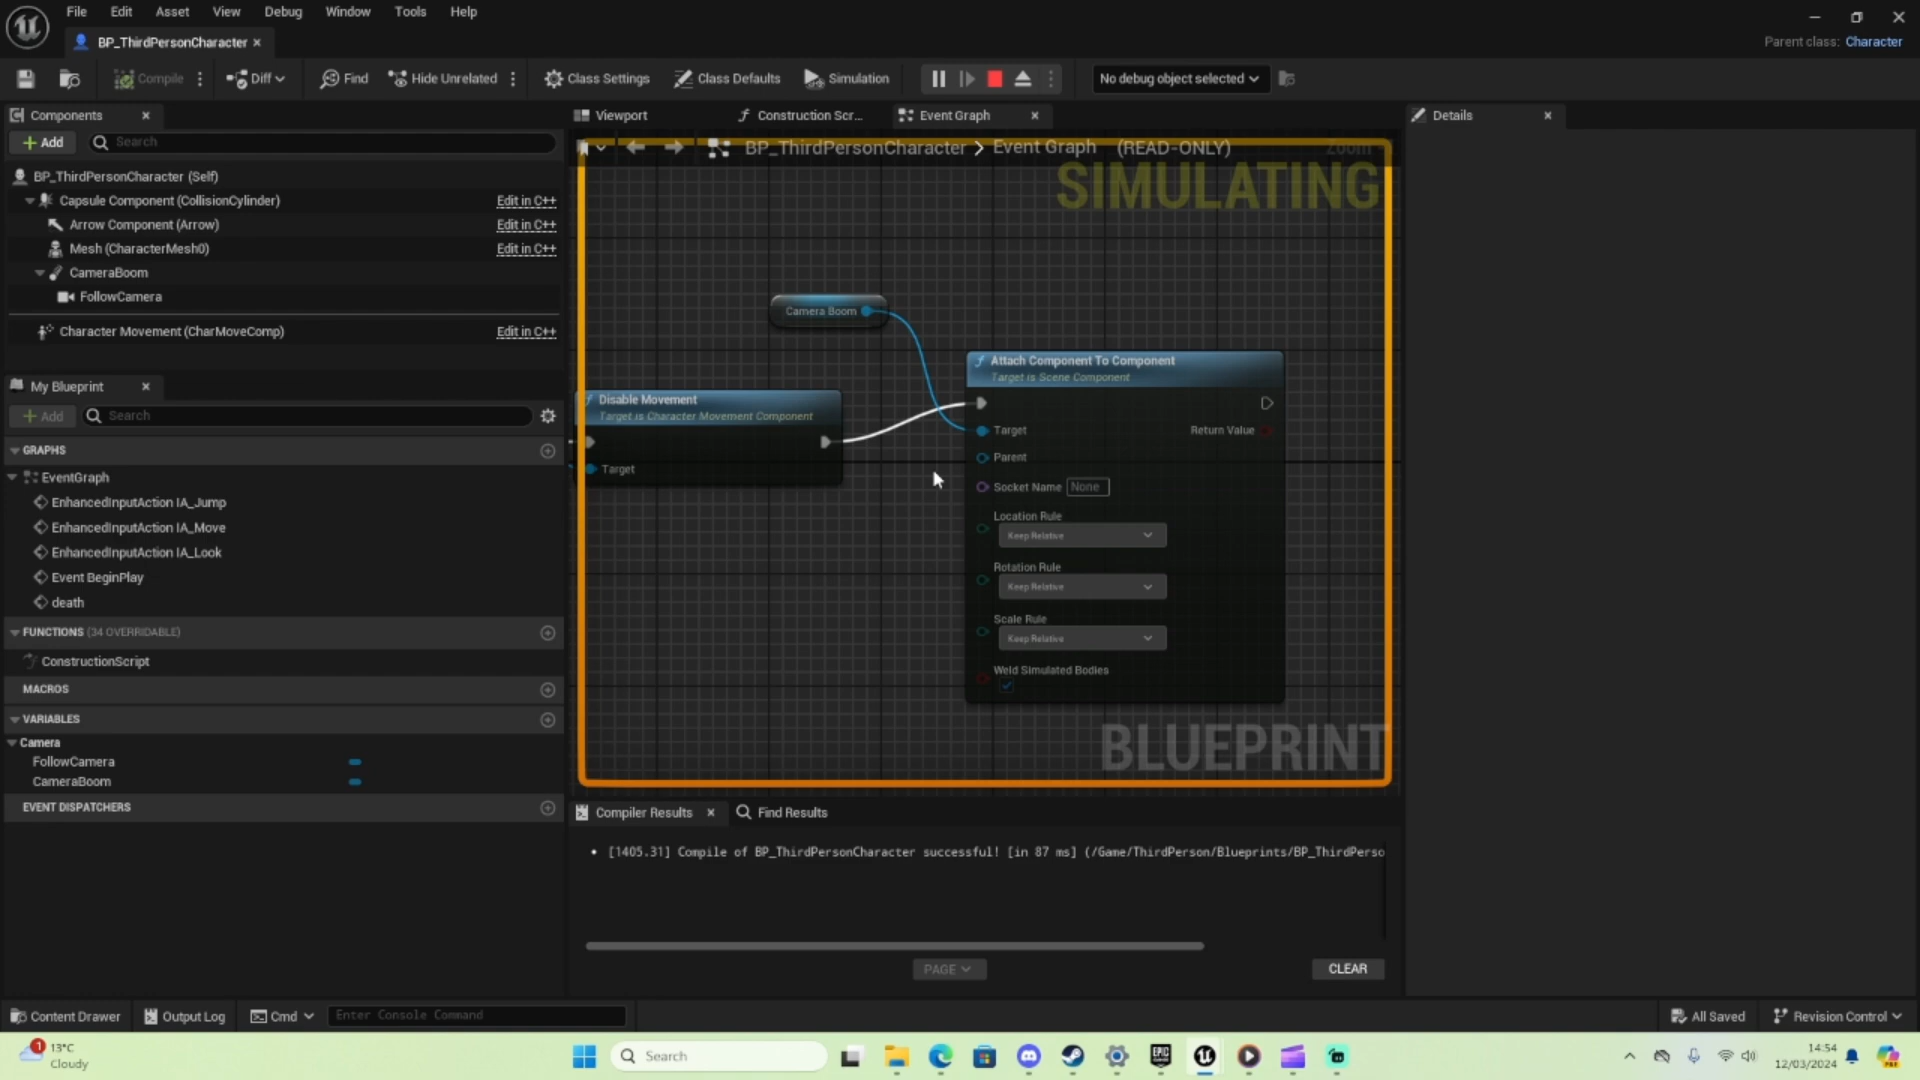 File Edit Asset View Debug Window Tools Help
BP_ThirdPersonCharacter
Parent class: Character
Compile
Diff
Find
Hide Unrelated
Class Settings
Class Defaults
Simulation
No debug object selected
Components
Add
Search
BP_ThirdPersonCharacter (Self)
Capsule Component (CollisionCylinder) Edit in C++
Arrow Component (Arrow) Edit in C++
Mesh (CharacterMesh0) Edit in C++
CameraBoom
FollowCamera
Character Movement (CharMoveComp) Edit in C++
My Blueprint
Add
Search
GRAPHS
EventGraph
EnhancedInputAction IA_Jump
EnhancedInputAction IA_Move
EnhancedInputAction IA_Look
Event BeginPlay
death
FUNCTIONS (34 OVERRIDABLE)
ConstructionScript
MACROS
VARIABLES
Camera
FollowCamera
CameraBoom
EVENT DISPATCHERS
Viewport
Construction Scr...
Event Graph
BP_ThirdPersonCharacter > Event Graph (READ-ONLY)
Zoom
SIMULATING
Camera Boom
Disable Movement
Target is Character Movement Component
Target
Attach Component To Component
Target is Scene Component
Target
Return Value
Parent
Socket Name None
Location Rule
Keep Relative
Rotation Rule
Keep Relative
Scale Rule
Keep Relative
Weld Simulated Bodies
BLUEPRINT
Compiler Results
Find Results
[1405.31] Compile of BP_ThirdPersonCharacter successful! [in 87 ms] (/Game/ThirdPerson/Blueprints/BP_ThirdPerso
PAGE
CLEAR
Details
Content Drawer
Output Log
Cmd
Enter Console Command
All Saved
Revision Control
1
13°C
Cloudy
Search
EPIC
14:54
12/03/2024
PRE